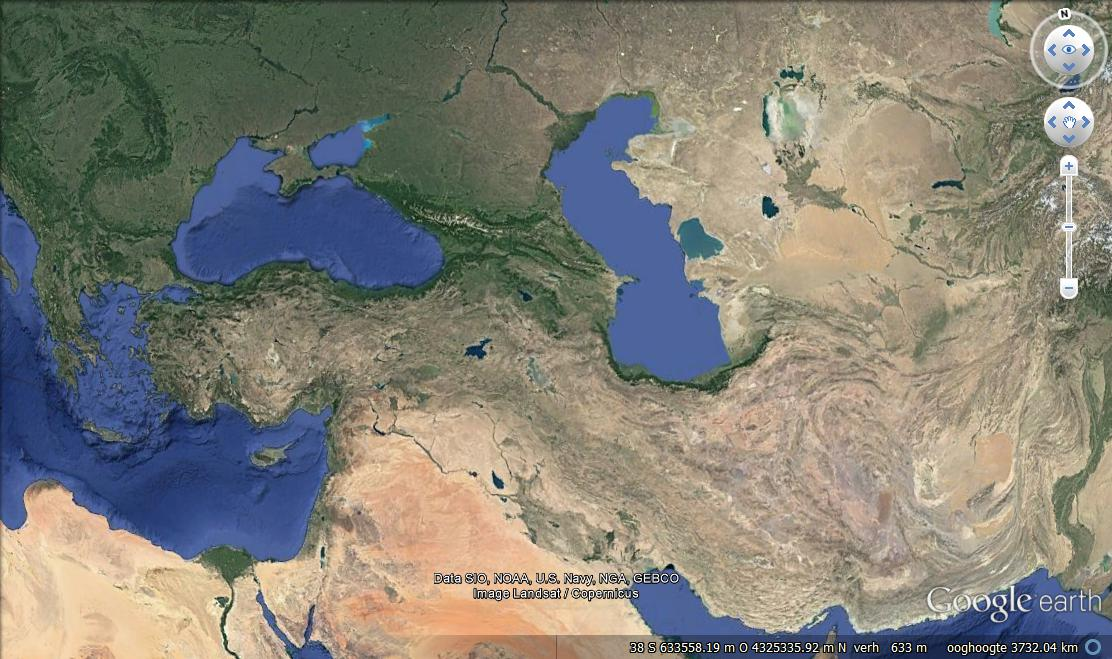 N
Data SIO, NOAA, U.S. Navy, NGA, GEBCO
Image Landsat / Copernicus
Google earth
38 S 633558.19 m O 4325335.92 m N verh 633 m ooghoogte 3732.04 km